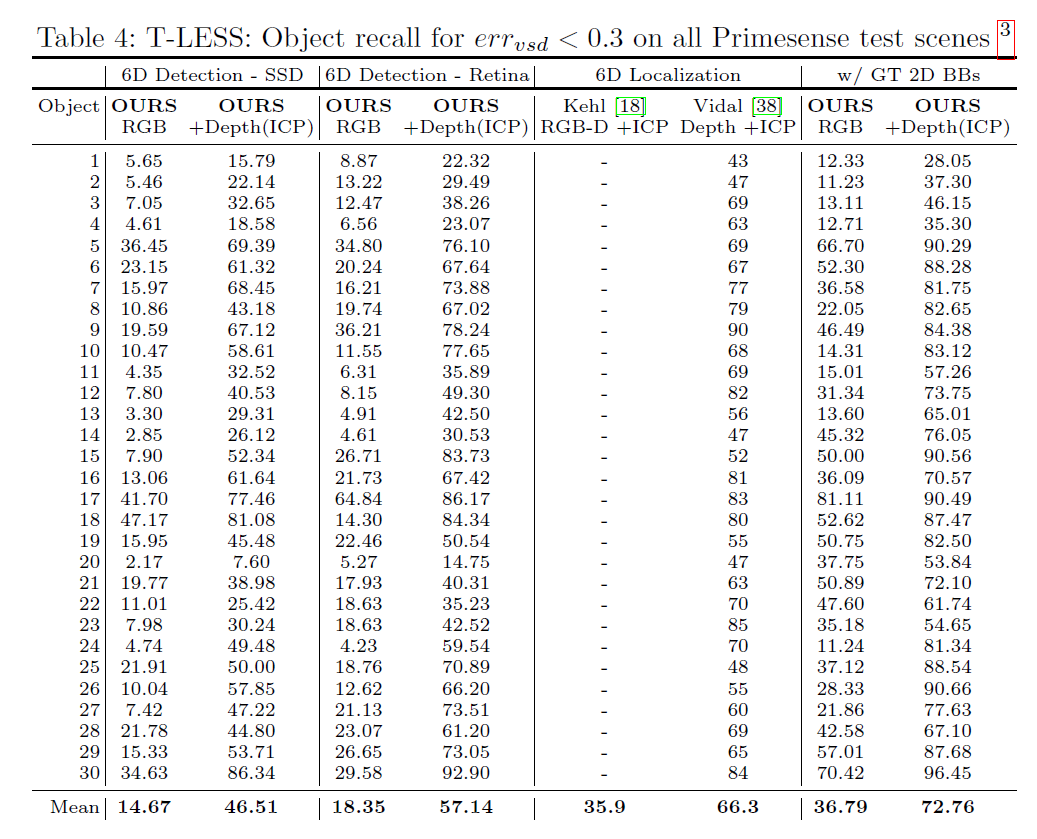 Table 4: T-LESS: Object recall for err_vsd < 0.3 on all Primesense test scenes 3
6D Detection - SSD 6D Detection - Retina 6D Localization w/ GT 2D BBs
Object OURS OURS OURS OURS Kehl [18] Vidal [38] OURS OURS
RGB +Depth(ICP) RGB +Depth(ICP) RGB-D +ICP Depth +ICP RGB +Depth(ICP)
1 5.65 15.79 8.87 22.32 - 43 12.33 28.05
2 5.46 22.14 13.22 29.49 - 47 11.23 37.30
3 7.05 32.65 12.47 38.26 - 69 13.11 46.15
4 4.61 18.58 6.56 23.07 - 63 12.71 35.30
5 36.45 69.39 34.80 76.10 - 69 66.70 90.29
6 23.15 61.32 20.24 67.64 - 67 52.30 88.28
7 15.97 68.45 16.21 73.88 - 77 36.58 81.75
8 10.86 43.18 19.74 67.02 - 79 22.05 82.65
9 19.59 67.12 36.21 78.24 - 90 46.49 84.38
10 10.47 58.61 11.55 77.65 - 68 14.31 83.12
11 4.35 32.52 6.31 35.89 - 69 15.01 57.26
12 7.80 40.53 8.15 49.30 - 82 31.34 73.75
13 3.30 29.31 4.91 42.50 - 56 13.60 65.01
14 2.85 26.12 4.61 30.53 - 47 45.32 76.05
15 7.90 52.34 26.71 83.73 - 52 50.00 90.56
16 13.06 61.64 21.73 67.42 - 81 36.09 70.57
17 41.70 77.46 64.84 86.17 - 83 81.11 90.49
18 47.17 81.08 14.30 84.34 - 80 52.62 87.47
19 15.95 45.48 22.46 50.54 - 55 50.75 82.50
20 2.17 7.60 5.27 14.75 - 47 37.75 53.84
21 19.77 38.98 17.93 40.31 - 63 50.89 72.10
22 11.01 25.42 18.63 35.23 - 70 47.60 61.74
23 7.98 30.24 18.63 42.52 - 85 35.18 54.65
24 4.74 49.48 4.23 59.54 - 70 11.24 81.34
25 21.91 50.00 18.76 70.89 - 48 37.12 88.54
26 10.04 57.85 12.62 66.20 - 55 28.33 90.66
27 7.42 47.22 21.13 73.51 - 60 21.86 77.63
28 21.78 44.80 23.07 61.20 - 69 42.58 67.10
29 15.33 53.71 26.65 73.05 - 65 57.01 87.68
30 34.63 86.34 29.58 92.90 - 84 70.42 96.45
Mean 14.67 46.51 18.35 57.14 35.9 66.3 36.79 72.76